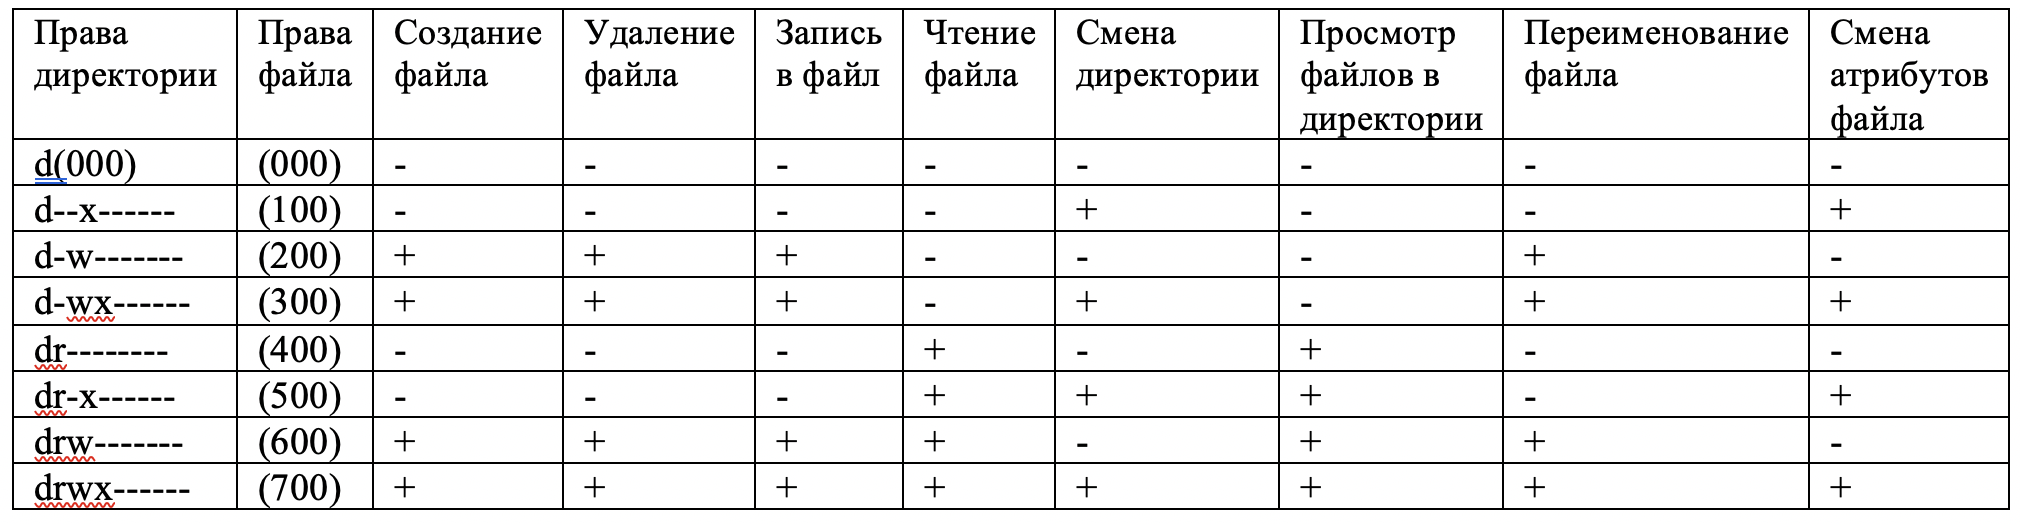 Права директории | Права файла | Создание файла | Удаление файла | Запись в файл | Чтение файла | Смена директории | Просмотр файлов в директории | Переименование файла | Смена атрибутов файла
d(000) | (000) | - | - | - | - | - | - | - | -
d--x------ | (100) | - | - | - | - | + | - | - | +
d-w------- | (200) | + | + | + | - | - | - | + | -
d-wx------ | (300) | + | + | + | - | + | - | + | +
dr-------- | (400) | - | - | - | + | - | + | - | -
dr-x------ | (500) | - | - | - | + | + | + | - | +
drw------- | (600) | + | + | + | + | - | + | + | -
drwx------ | (700) | + | + | + | + | + | + | + | +